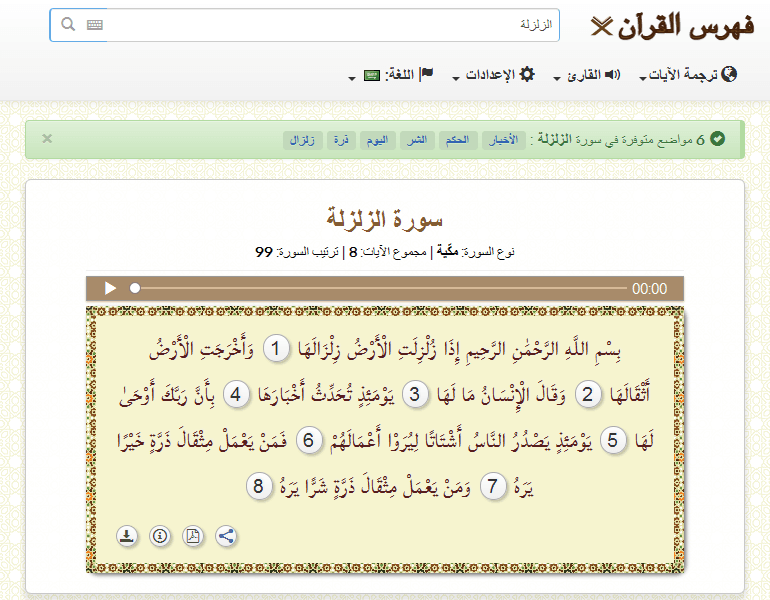 الزلزلة
فهرس القرآن
ترجمة الآيات القارئ الإعدادات اللغة:
6 مواضع متوفرة في سورة الزلزلة : الأخبار الحكم الشر اليوم ذرة زلزال ×
سورة الزلزلة
نوع السورة: مكّية | مجموع الآيات: 8 | ترتيب السورة: 99
00:00
بِسْمِ اللَّهِ الرَّحْمَٰنِ الرَّحِيمِ إِذَا زُلْزِلَتِ الْأَرْضُ زِلْزَالَهَا 1 وَأَخْرَجَتِ الْأَرْضُ
أَثْقَالَهَا 2 وَقَالَ الْإِنْسَانُ مَا لَهَا 3 يَوْمَئِذٍ تُحَدِّثُ أَخْبَارَهَا 4 بِأَنَّ رَبَّكَ أَوْحَىٰ
لَهَا 5 يَوْمَئِذٍ يَصْدُرُ النَّاسُ أَشْتَاتًا لِيُرَوْا أَعْمَالَهُمْ 6 فَمَنْ يَعْمَلْ مِثْقَالَ ذَرَّةٍ خَيْرًا
يَرَهُ 7 وَمَنْ يَعْمَلْ مِثْقَالَ ذَرَّةٍ شَرًّا يَرَهُ 8